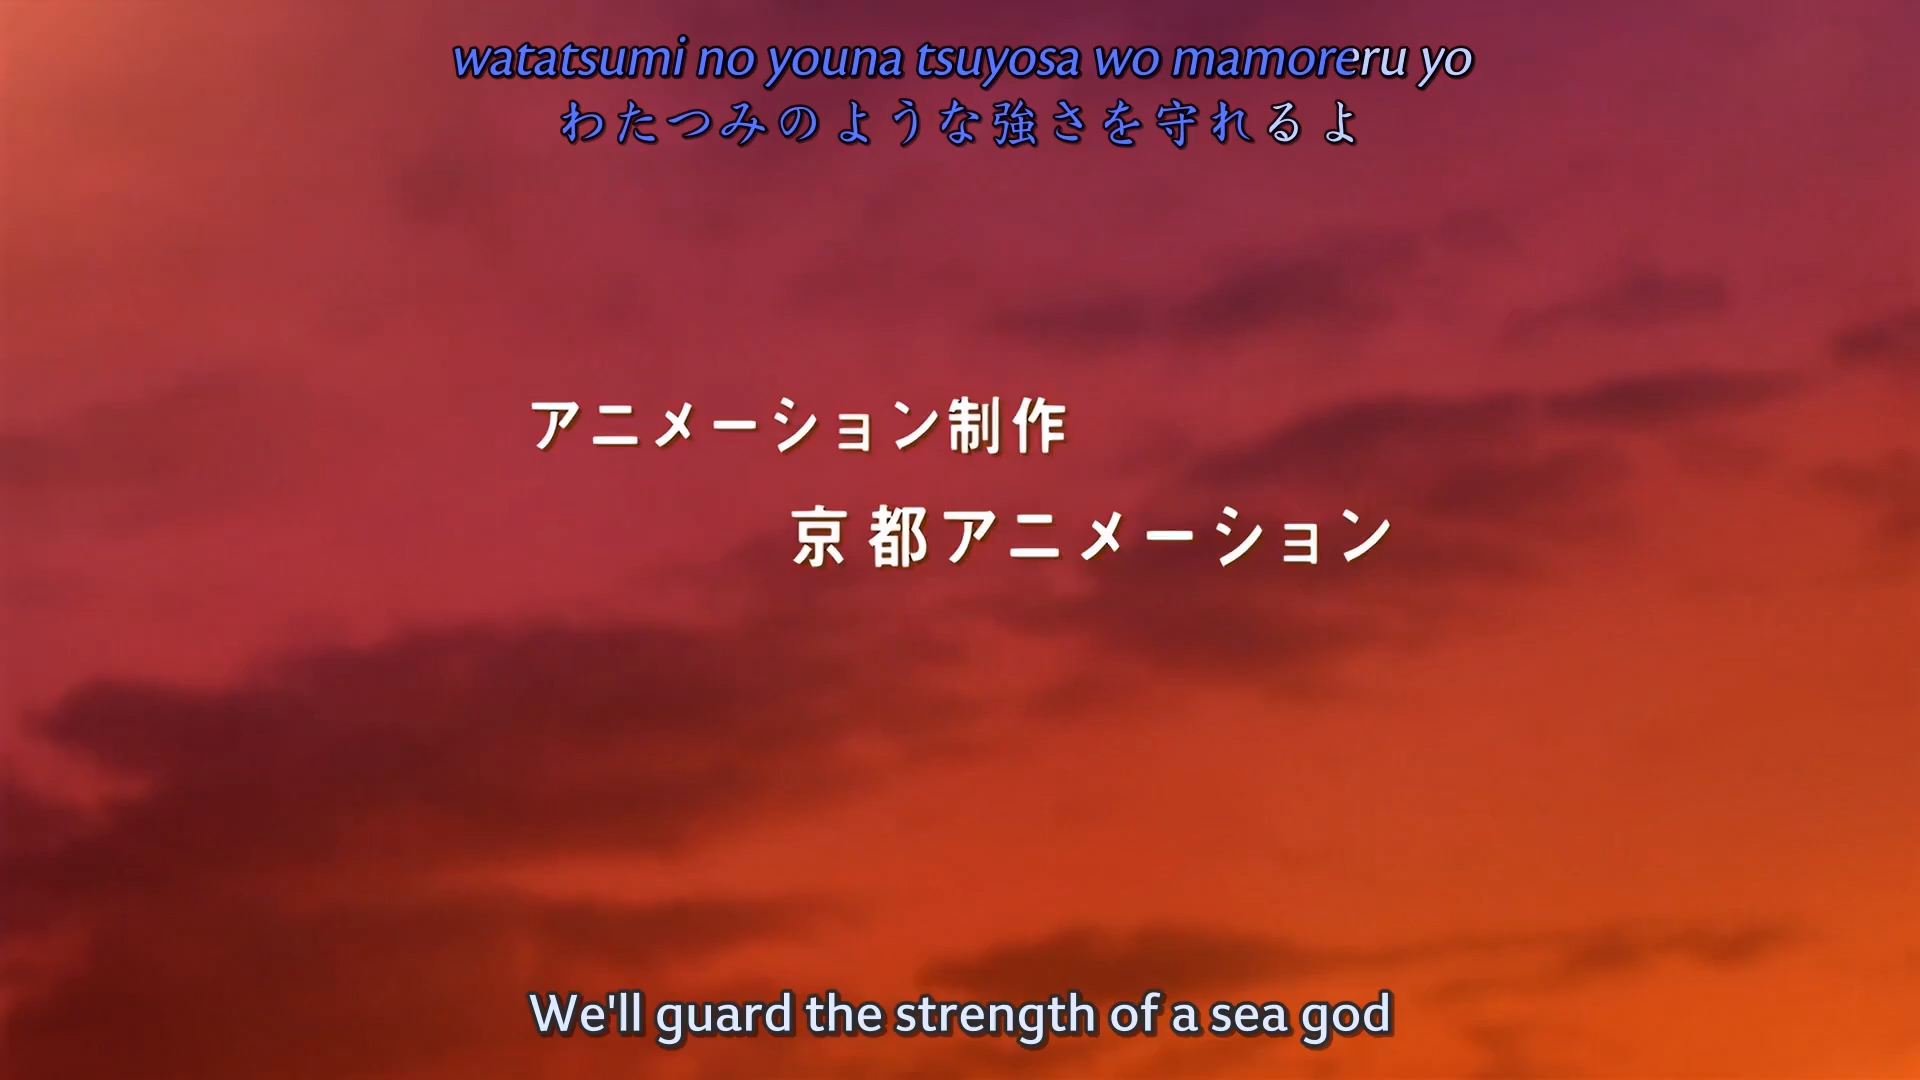 watatsumi no youna tsuyosa wo mamoreru yo
わたつみのような強さを守れるよ
アニメーション制作
京都アニメーション
We'll guard the strength of a sea god